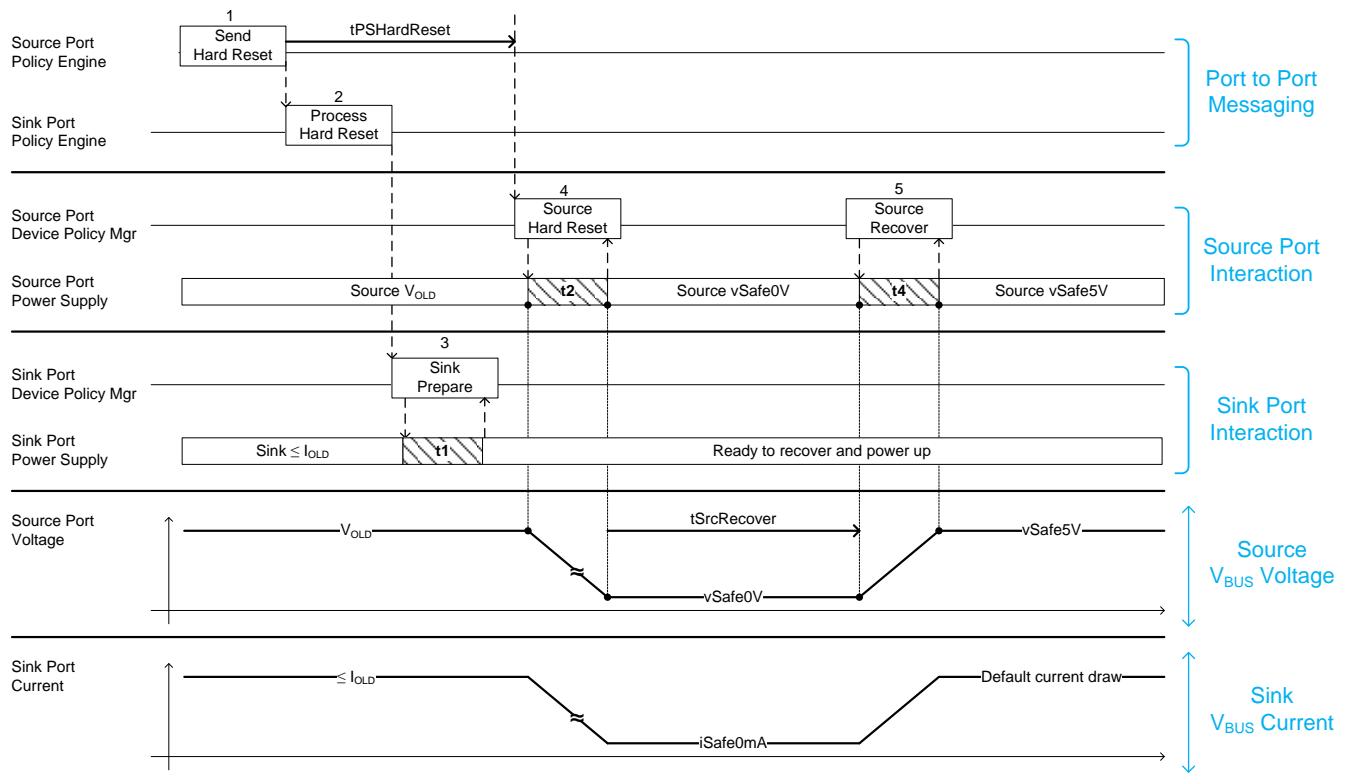 1
Source Port
Policy Engine
Send
Hard Reset
tPSHardReset
2
Sink Port
Policy Engine
Process
Hard Reset
Port to Port
Messaging
4
5
Source Port
Device Policy Mgr
Source
Hard Reset
Source
Recover
Source Port
Power Supply
Source VOLD
t2
Source vSafe0V
t4
Source vSafe5V
Source Port
Interaction
3
Sink Port
Device Policy Mgr
Sink
Prepare
Sink Port
Power Supply
Sink ≤ IOLD
t1
Ready to recover and power up
Sink Port
Interaction
Source Port
Voltage
VOLD
tSrcRecover
vSafe5V
≈
vSafe0V
Source
VBUS Voltage
Sink Port
Current
≤ IOLD
Default current draw
≈
iSafe0mA
Sink
VBUS Current